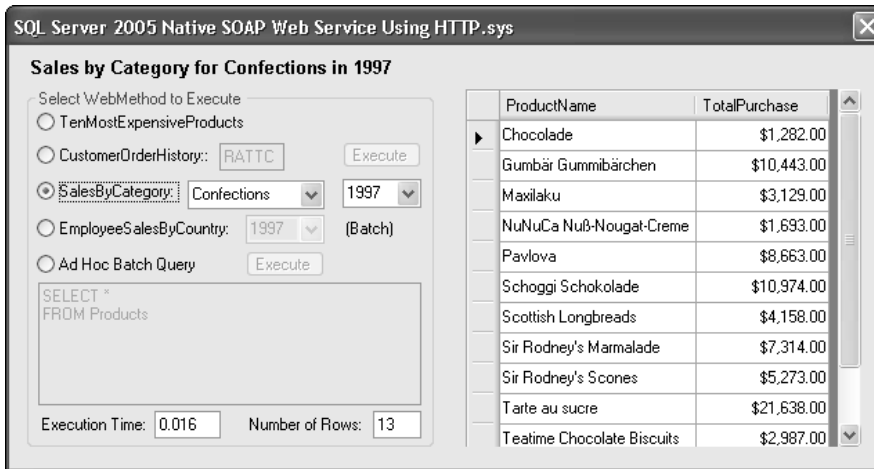 SQL Server 2005 Native SOAP Web Service Using HTTP.sys
Sales by Category for Confections in 1997
Select WebMethod to Execute
TenMostExpensiveProducts
CustomerOrderHistory:: RATTC Execute
SalesByCategory: Confections 1997
EmployeeSalesByCountry: 1997 (Batch)
Ad Hoc Batch Query Execute
SELECT *
FROM Products
Execution Time: 0.016 Number of Rows: 13
ProductName TotalPurchase
Chocolade $1,282.00
Gumbär Gummibärchen $10,443.00
Maxilaku $3,129.00
NuNuCa Nuß-Nougat-Creme $1,693.00
Pavlova $8,663.00
Schoggi Schokolade $10,974.00
Scottish Longbreads $4,158.00
Sir Rodney's Marmalade $7,314.00
Sir Rodney's Scones $5,273.00
Tarte au sucre $21,638.00
Teatime Chocolate Biscuits $2,987.00